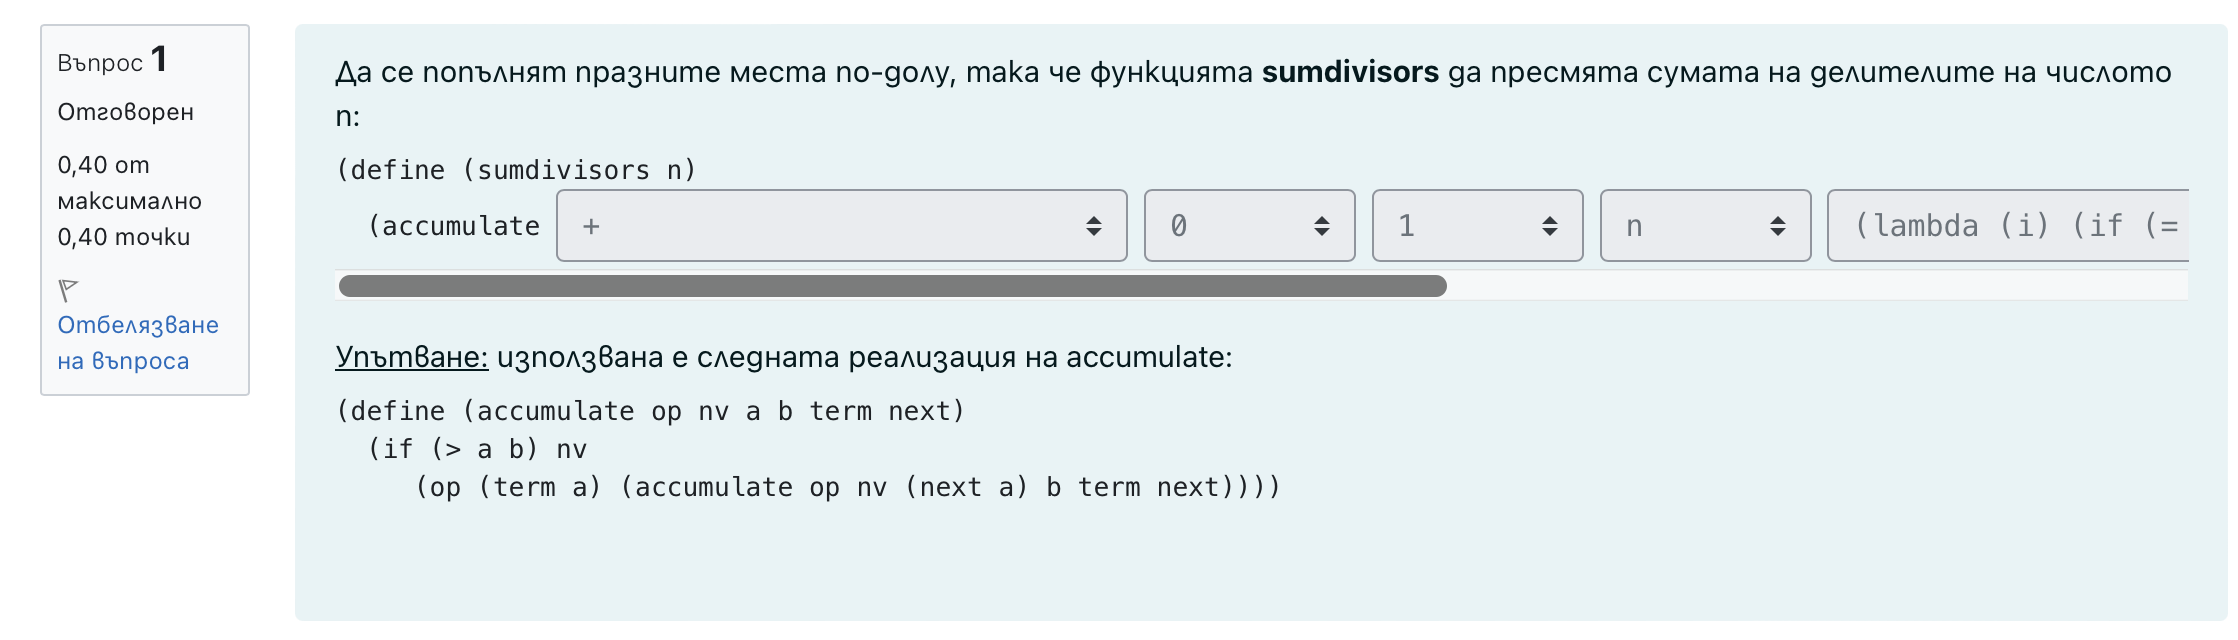 Въпрос 1
Отговорен
0,40 от
максимално
0,40 точки
Отбелязване
на въпроса
Да се попълнят празните места по-долу, така че функцията sumdivisors да пресмята сумата на делителите на числото
n:
(define (sumdivisors n)
(accumulate + 0 1 n (lambda (i) (if (=
Упътване: използвана е следната реализация на accumulate:
(define (accumulate op nv a b term next)
(if (> a b) nv
(op (term a) (accumulate op nv (next a) b term next))))